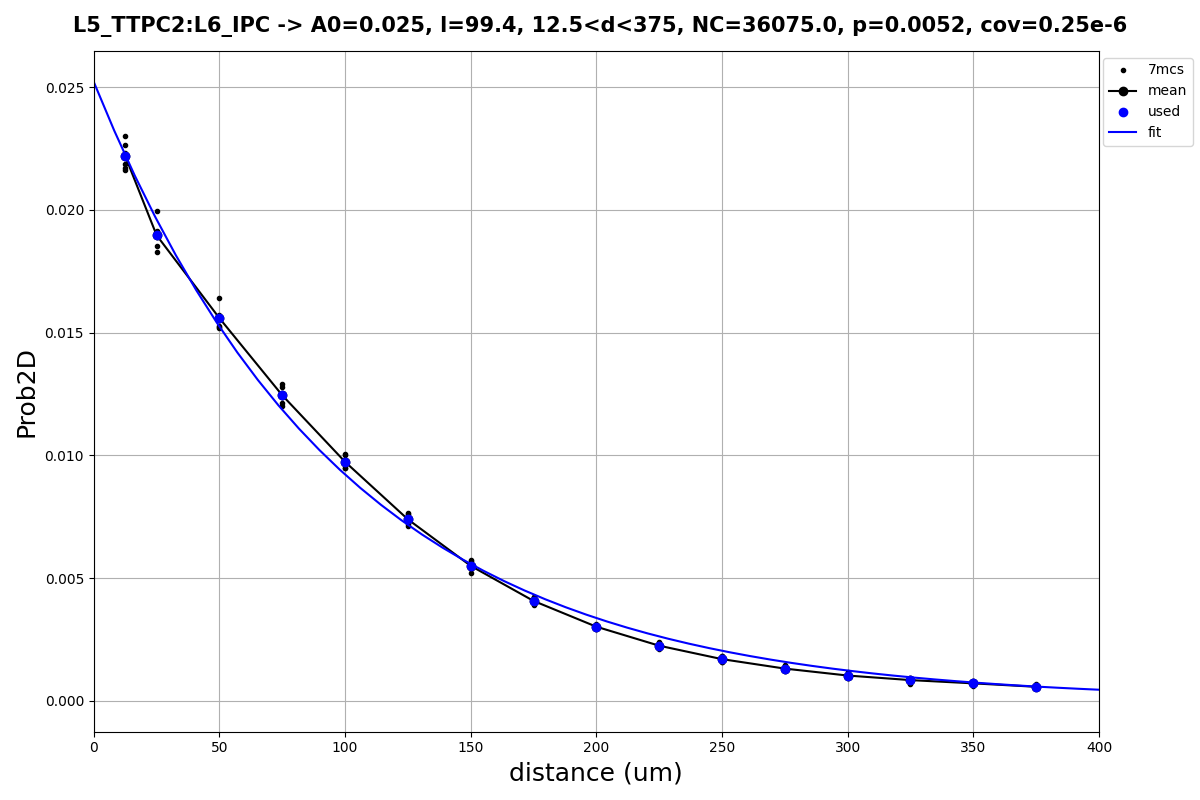 L5_TTPC2:L6_IPC -> A0=0.025, l=99.4, 12.5<d<375, NC=36075.0, p=0.0052, cov=0.25e-6
7mcs
mean
used
fit
0.025
0.020
0.015
0.010
0.005
0.000
Prob2D
0 50 100 150 200 250 300 350 400
distance (um)